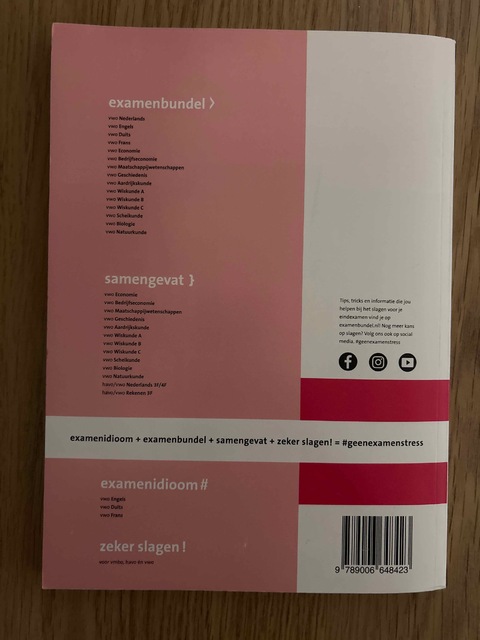 examenbundel >
vwo Nederlands
vwo Engels
vwo Duits
vwo Frans
vwo Economie
vwo Bedrijfseconomie
vwo Maatschappijwetenschappen
vwo Geschiedenis
vwo Aardrijkskunde
vwo Wiskunde A
vwo Wiskunde B
vwo Wiskunde C
vwo Scheikunde
vwo Biologie
vwo Natuurkunde
samengevat }
vwo Economie
vwo Bedrijfseconomie
vwo Maatschappijwetenschappen
vwo Geschiedenis
vwo Aardrijkskunde
vwo Wiskunde A
vwo Wiskunde B
vwo Wiskunde C
vwo Scheikunde
vwo Biologie
vwo Natuurkunde
havo/vwo Nederlands 3F/4F
havo/vwo Rekenen 3F
Tips, tricks en informatie die jou
helpen bij het slagen voor je
eindexamen vind je op
examenbundel.nl! Nog meer kans
op slagen? Volg ons ook op social
media. #geenexamenstress
examenidioom + examenbundel + samengevat + zeker slagen! = #geenexamenstress
examenidioom #
vwo Engels
vwo Duits
vwo Frans
zeker slagen !
voor vmbo, havo én vwo
9 789006 648423